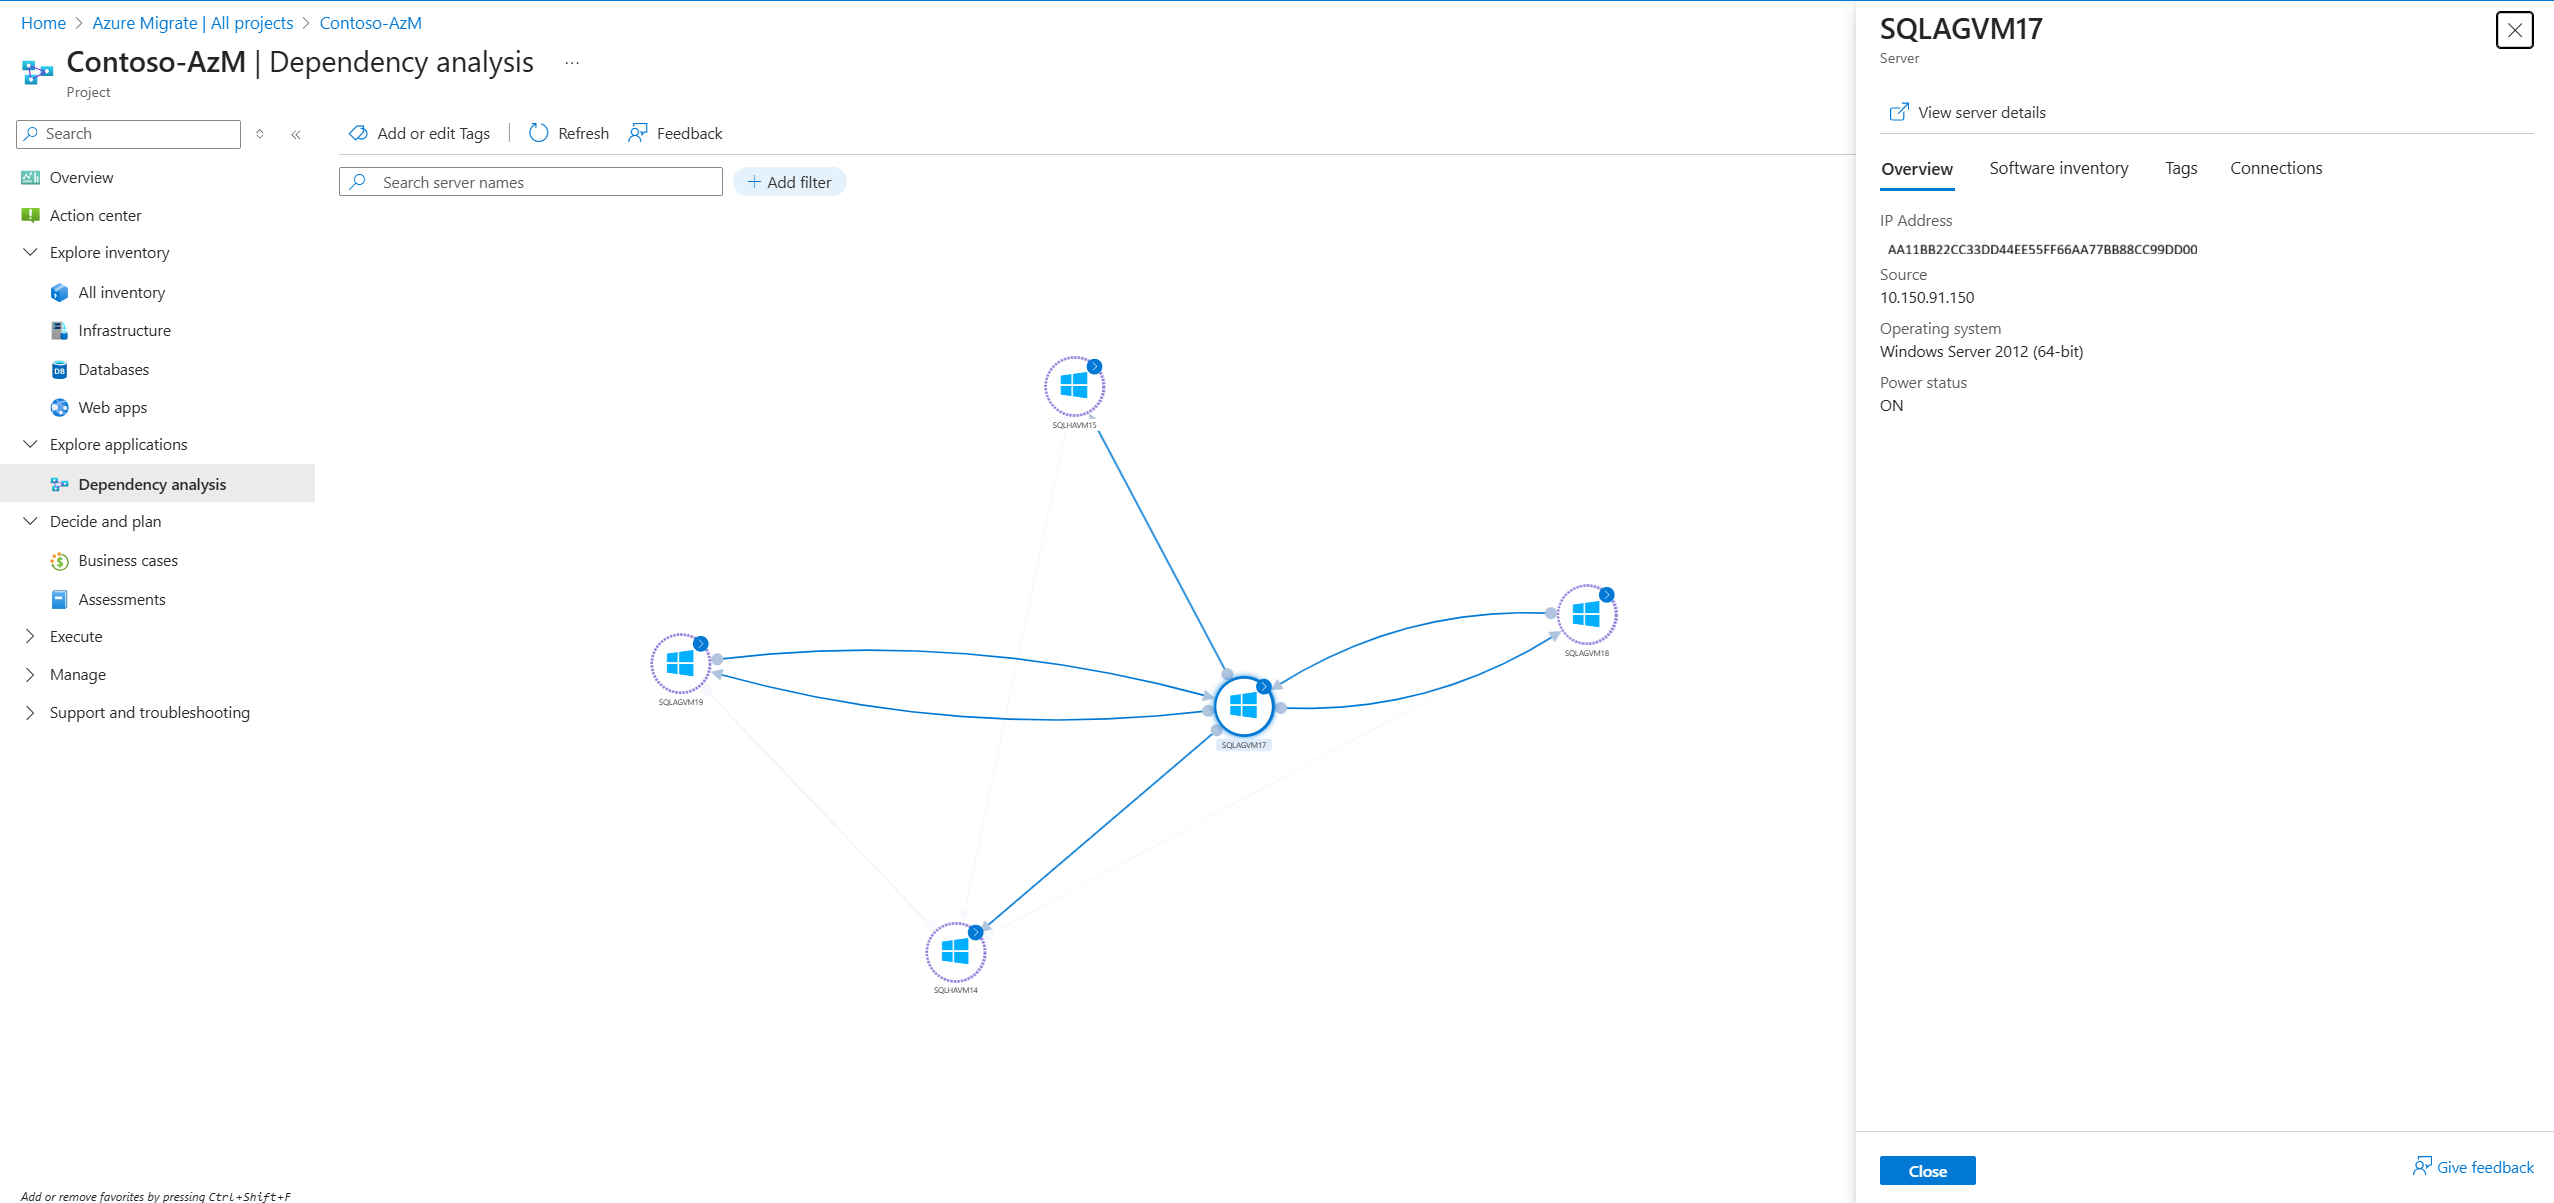 Home > Azure Migrate | All projects > Contoso-AzM
Contoso-AzM | Dependency analysis ...
Project
Search
Overview
Action center
Explore inventory
All inventory
Infrastructure
Databases
Web apps
Explore applications
Dependency analysis
Decide and plan
Business cases
Assessments
Execute
Manage
Support and troubleshooting
Add or remove favorites by pressing Ctrl+Shift+F
Add or edit Tags
Refresh
Feedback
Search server names
Add filter
SQLHAVM15
SQLAGVM18
SQLAGVM19
SQLAGVM17
SQLHAVM14
SQLAGVM17
Server
View server details
Overview
Software inventory
Tags
Connections
IP Address
AA11BB22CC33DD44EE55FF66AA77BB88CC99DD00
Source
10.150.91.150
Operating system
Windows Server 2012 (64-bit)
Power status
ON
Close
Give feedback